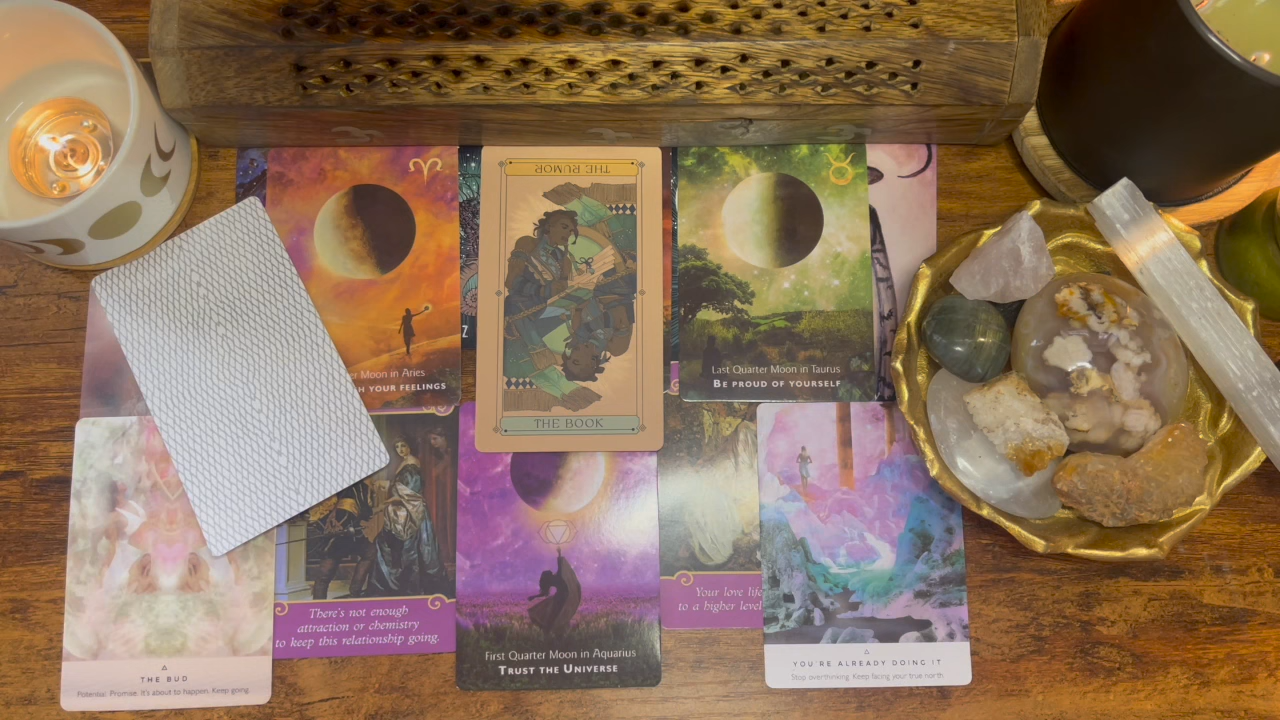 THE RUMOR
THE BOOK
er Moon in Aries
H YOUR FEELINGS
Last Quarter Moon in Taurus
BE PROUD OF YOURSELF
Z
There's not enough
attraction or chemistry
to keep this relationship going.
First Quarter Moon in Aquarius
TRUST THE UNIVERSE
Your love life
to a higher level
THE BUD
Potential. Promise. It's about to happen. Keep going.
YOU'RE ALREADY DOING IT
Stop overthinking. Keep facing your true north.